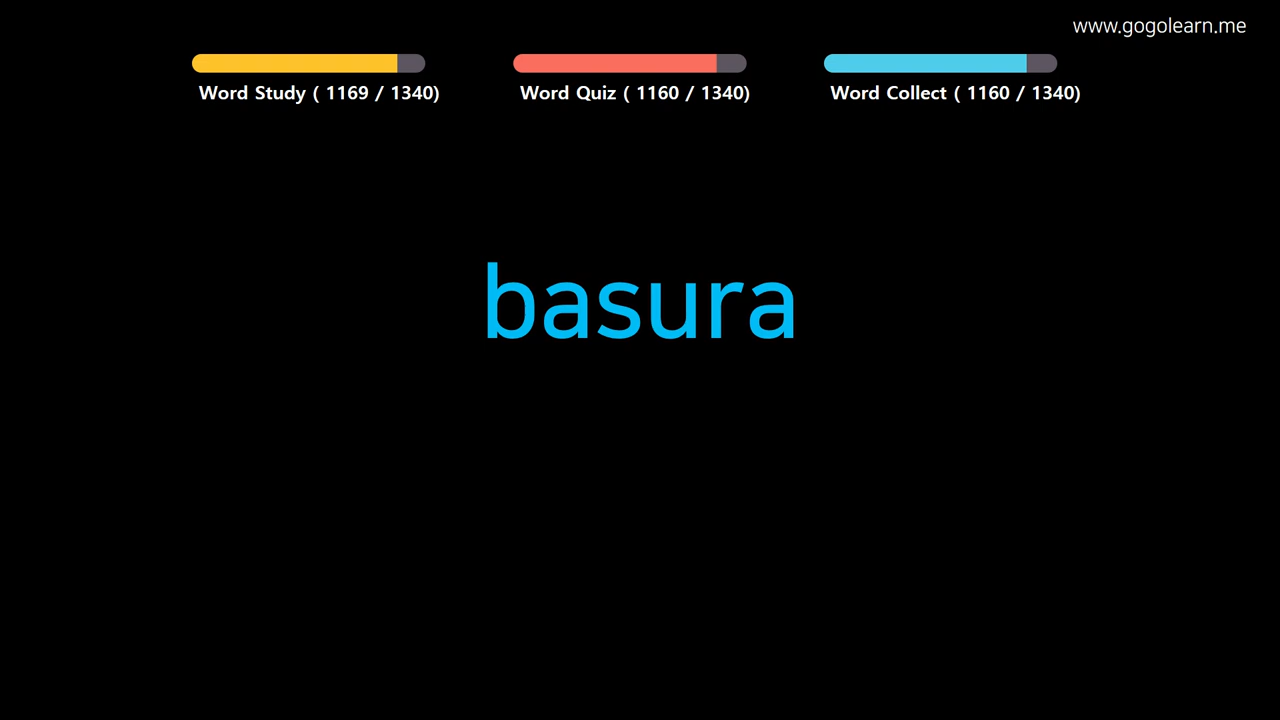 www.gogolearn.me
Word Study ( 1169 / 1340)
Word Quiz ( 1160 / 1340)
Word Collect ( 1160 / 1340)
basura